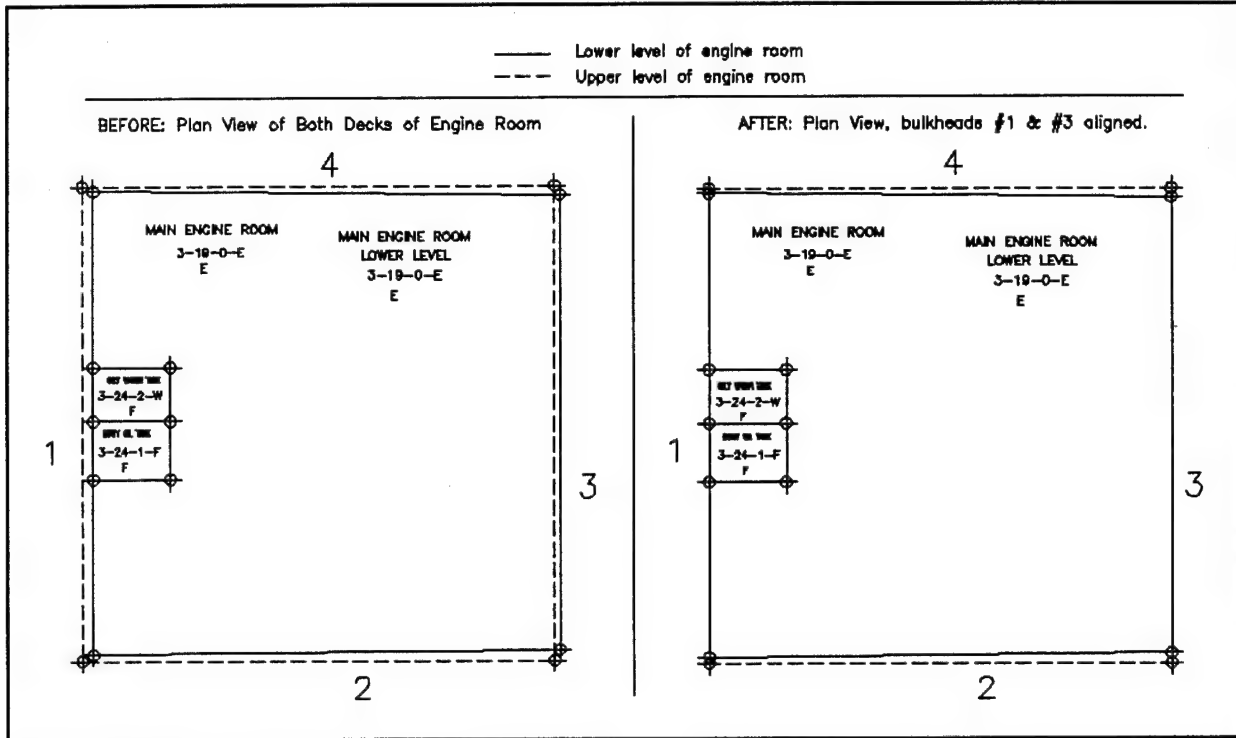 Lower level of engine room
Upper level of engine room
BEFORE: Plan View of Both Decks of Engine Room
4
MAIN ENGINE ROOM
3-19-0-E
E
MAIN ENGINE ROOM
LOWER LEVEL
3-19-0-E
E
3-24-2-W
F
3-24-1-F
F
1
3
2
AFTER: Plan View, bulkheads #1 & #3 aligned.
4
MAIN ENGINE ROOM
3-19-0-E
E
MAIN ENGINE ROOM
LOWER LEVEL
3-19-0-E
E
3-24-2-W
F
3-24-1-F
F
1
3
2